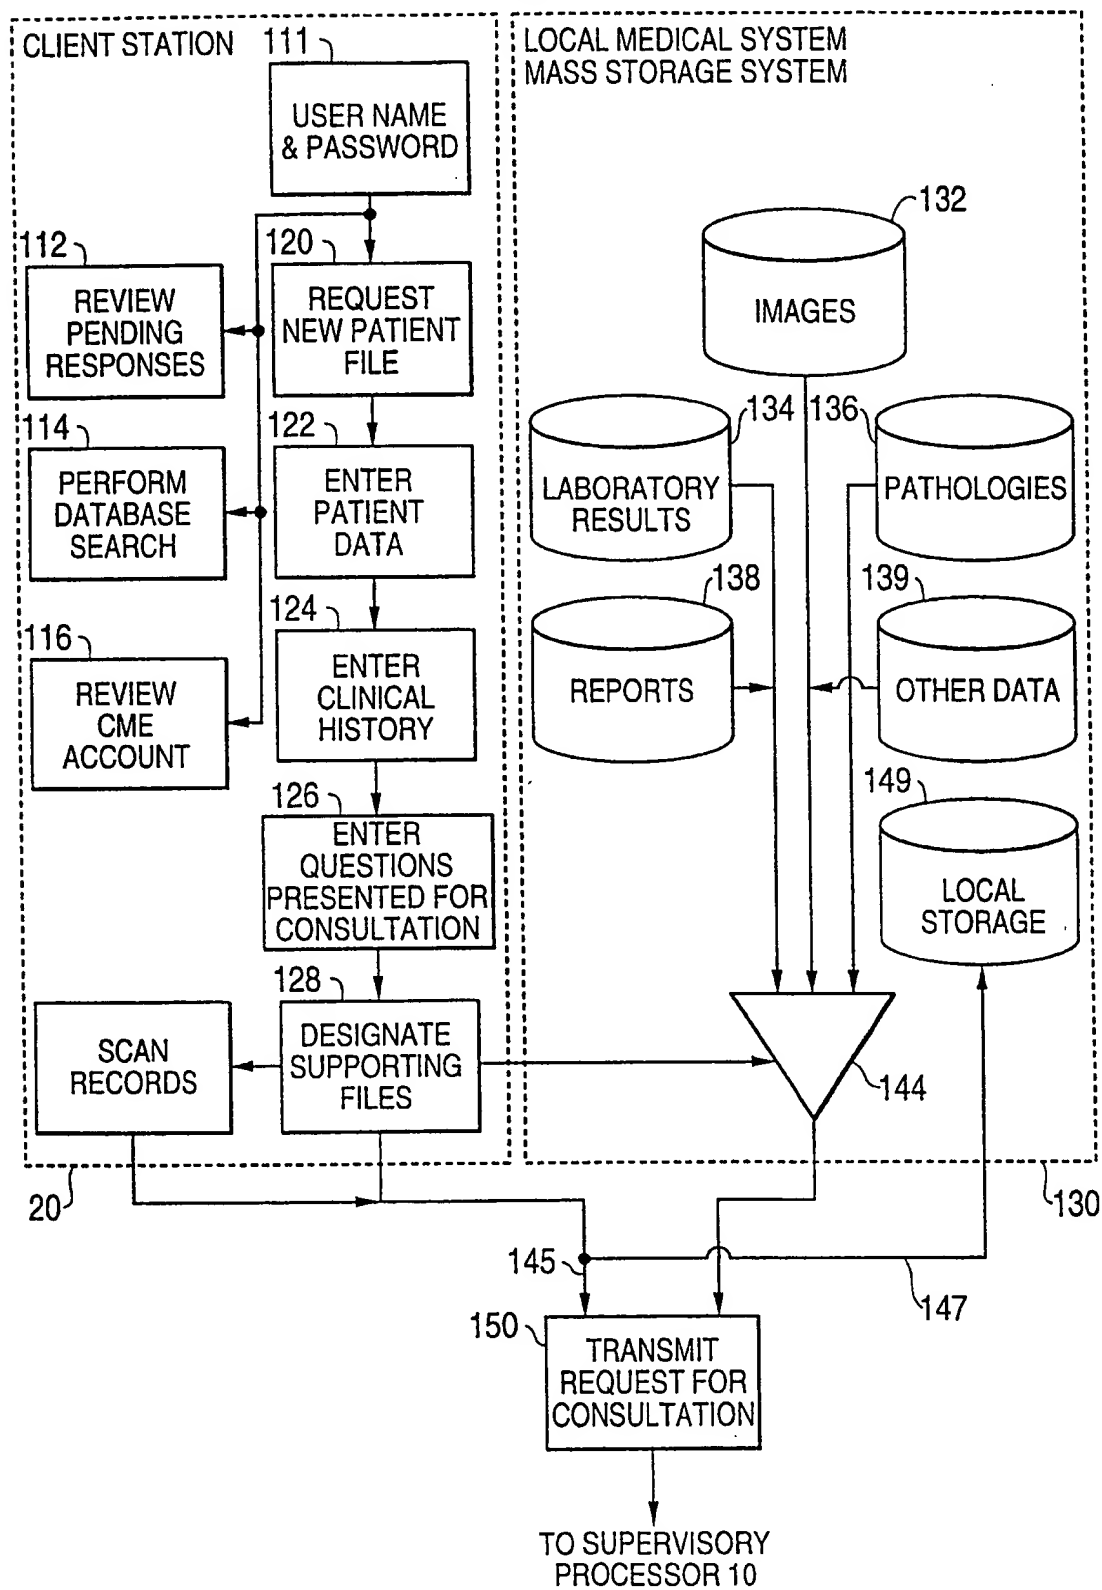 CLIENT STATION
111
USER NAME
& PASSWORD
112
REVIEW
PENDING
RESPONSES
120
REQUEST
NEW PATIENT
FILE
114
PERFORM
DATABASE
SEARCH
122
ENTER
PATIENT
DATA
116
REVIEW
CME
ACCOUNT
124
ENTER
CLINICAL
HISTORY
126
ENTER
QUESTIONS
PRESENTED FOR
CONSULTATION
128
DESIGNATE
SUPPORTING
FILES
SCAN
RECORDS
20
LOCAL MEDICAL SYSTEM
MASS STORAGE SYSTEM
132
IMAGES
134
LABORATORY
RESULTS
136
PATHOLOGIES
138
REPORTS
139
OTHER DATA
149
LOCAL
STORAGE
144
130
145
147
150
TRANSMIT
REQUEST FOR
CONSULTATION
TO SUPERVISORY
PROCESSOR 10